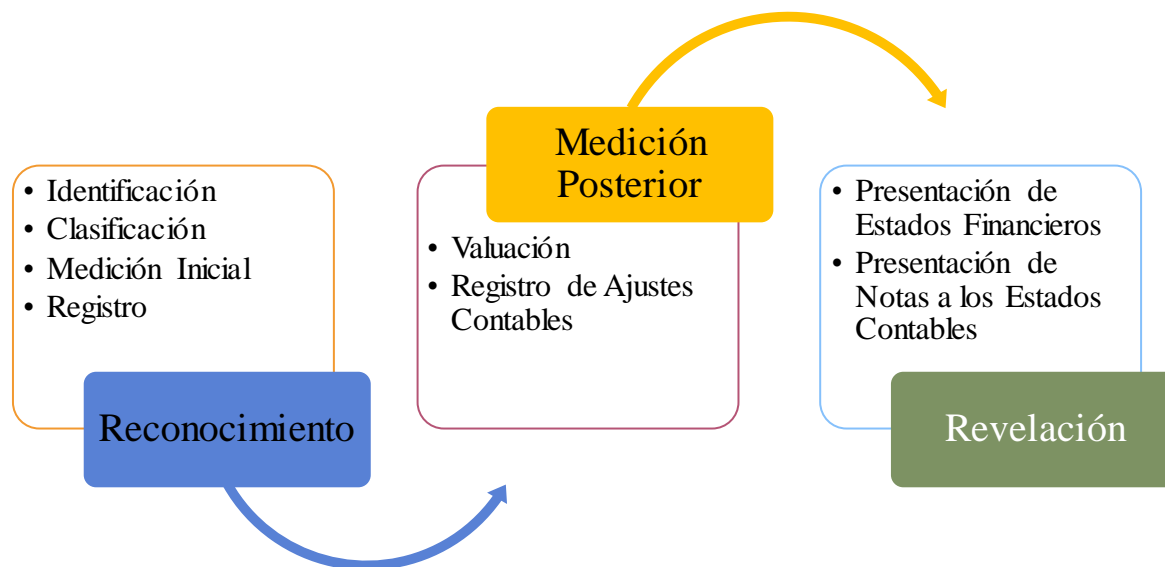 • Identificación
• Clasificación
• Medición Inicial
• Registro
Reconocimiento
Medición
Posterior
• Valuación
• Registro de Ajustes
Contables
• Presentación de
Estados Financieros
• Presentación de
Notas a los Estados
Contables
Revelación